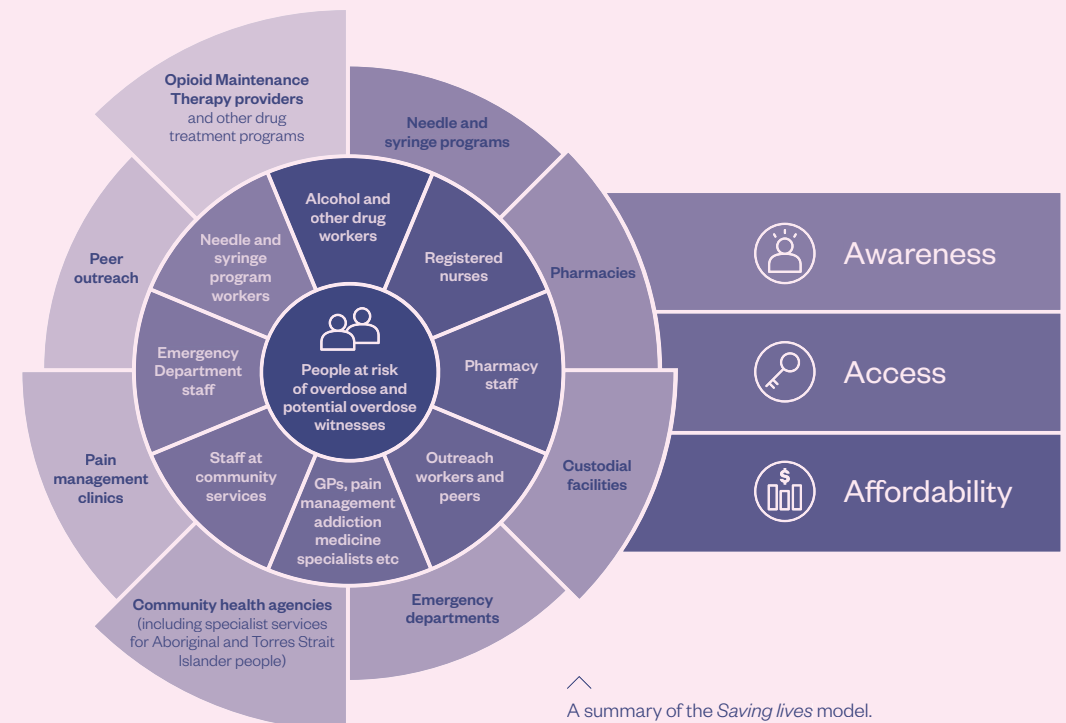 Opioid Maintenance
Therapy providers
and other drug
treatment programs
Needle and
syringe programs
Pharmacies
Custodial
facilities
Emergency
departments
Community health agencies
(including specialist services
for Aboriginal and Torres Strait
Islander people)
Pain
management
clinics
Peer
outreach
Alcohol and
other drug
workers
Registered
nurses
Pharmacy
staff
Outreach
workers and
peers
GPs, pain
management
addiction
medicine
specialists etc
Staff at
community
services
Emergency
Department
staff
Needle and
syringe
program
workers
People at risk
of overdose and
potential overdose
witnesses
Awareness
Access
$
Affordability
A summary of the Saving lives model.